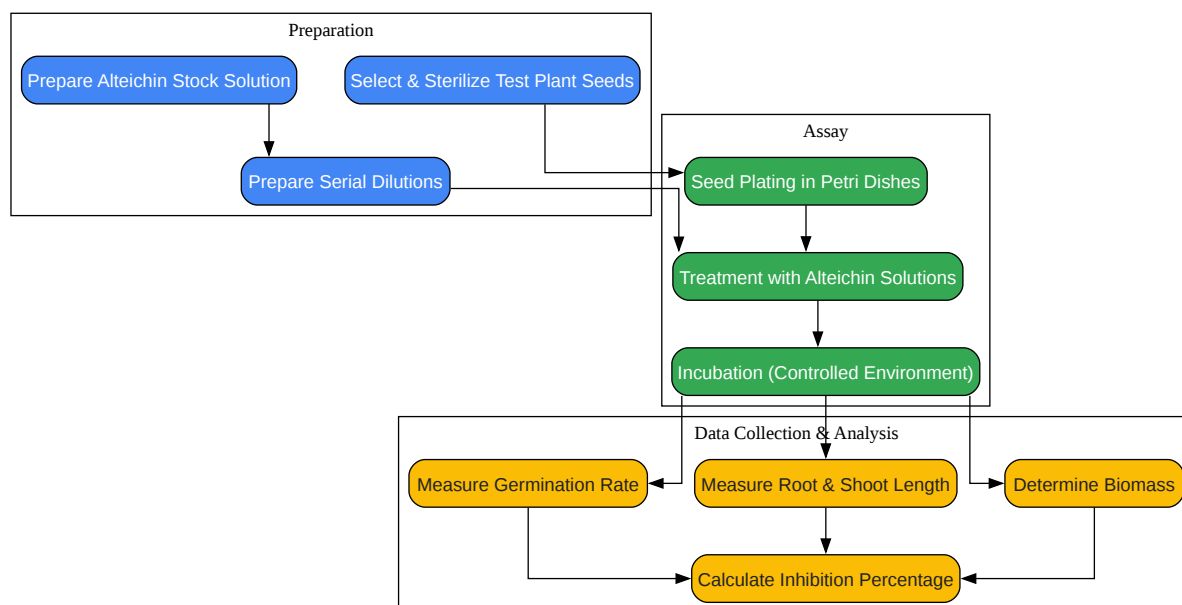 Preparation
Prepare Alteichin Stock Solution
Select & Sterilize Test Plant Seeds
Prepare Serial Dilutions
Assay
Seed Plating in Petri Dishes
Treatment with Alteichin Solutions
Incubation (Controlled Environment)
Data Collection & Analysis
Measure Germination Rate
Measure Root & Shoot Length
Determine Biomass
Calculate Inhibition Percentage